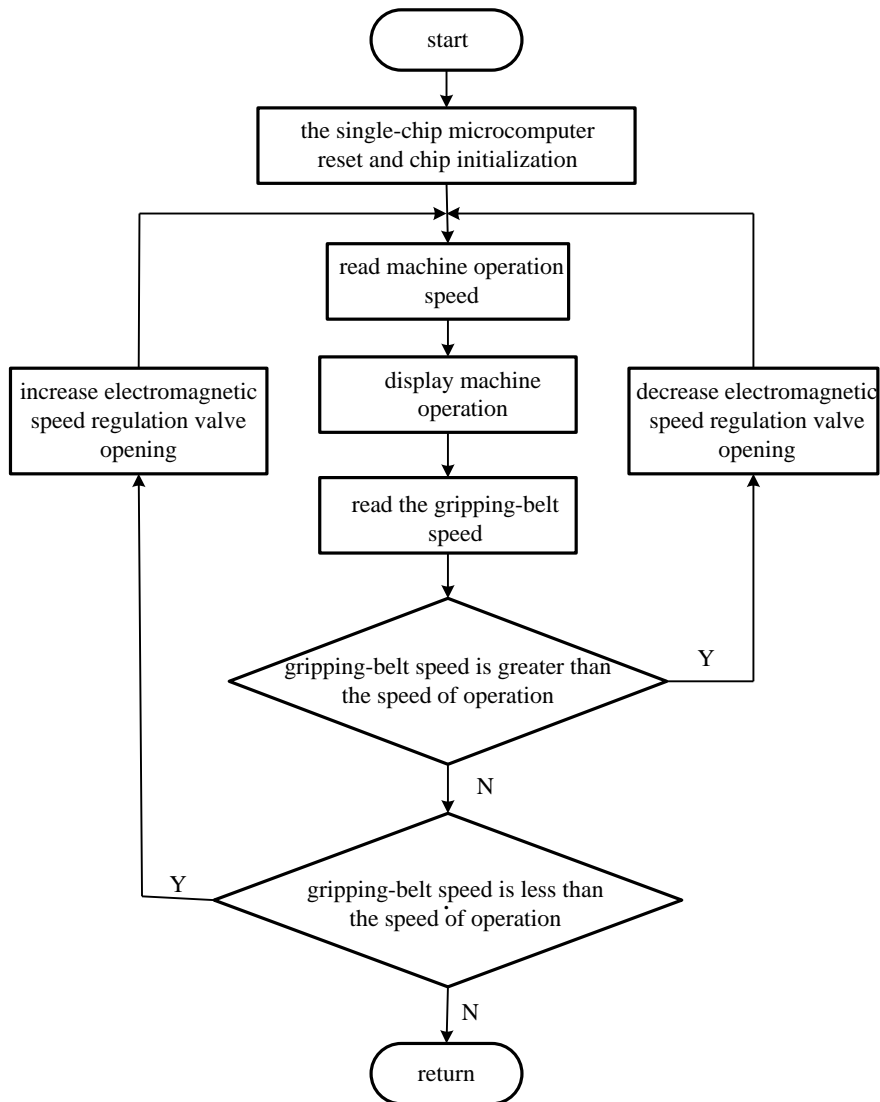 start
the single-chip microcomputer
reset and chip initialization
read machine operation
speed
display machine
operation
increase electromagnetic
speed regulation valve
opening
decrease electromagnetic
speed regulation valve
opening
read the gripping-belt
speed
gripping-belt speed is greater than
the speed of operation
Y
N
gripping-belt speed is less than
the speed of operation
Y
N
return